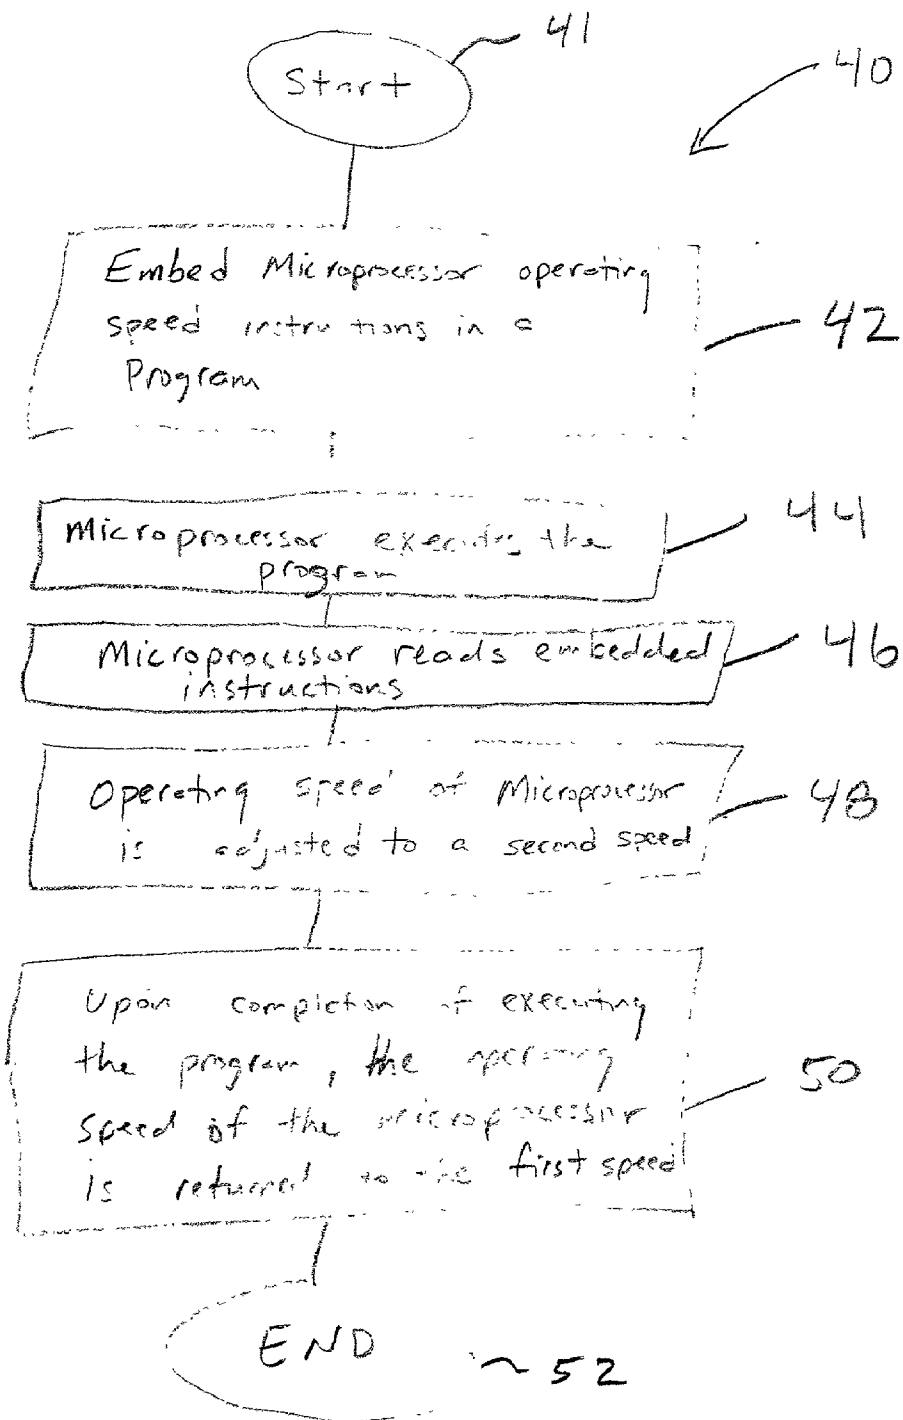 41
Start
40
Embed Microprocessor operating
speed instructions in a
Program
42
Microprocessor executes the
program
44
Microprocessor reads embedded
instructions
46
Operating speed of Microprocessor
is adjusted to a second speed
48
Upon completion of executing
the program, the operating
speed of the microprocessor
is returned to the first speed
50
END
52